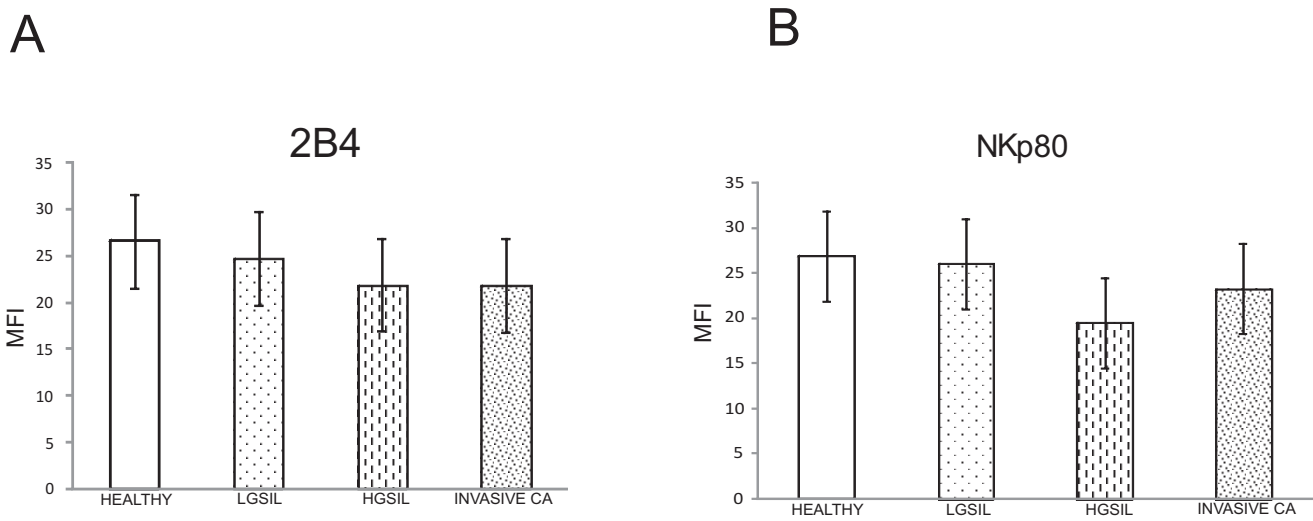 A
2B4
35
30
25
20
15
10
5
0
MFI
HEALTHY LGSIL HGSIL INVASIVE CA
B
NKp80
35
30
25
20
15
10
5
0
MFI
HEALTHY LGSIL HGSIL INVASIVE CA